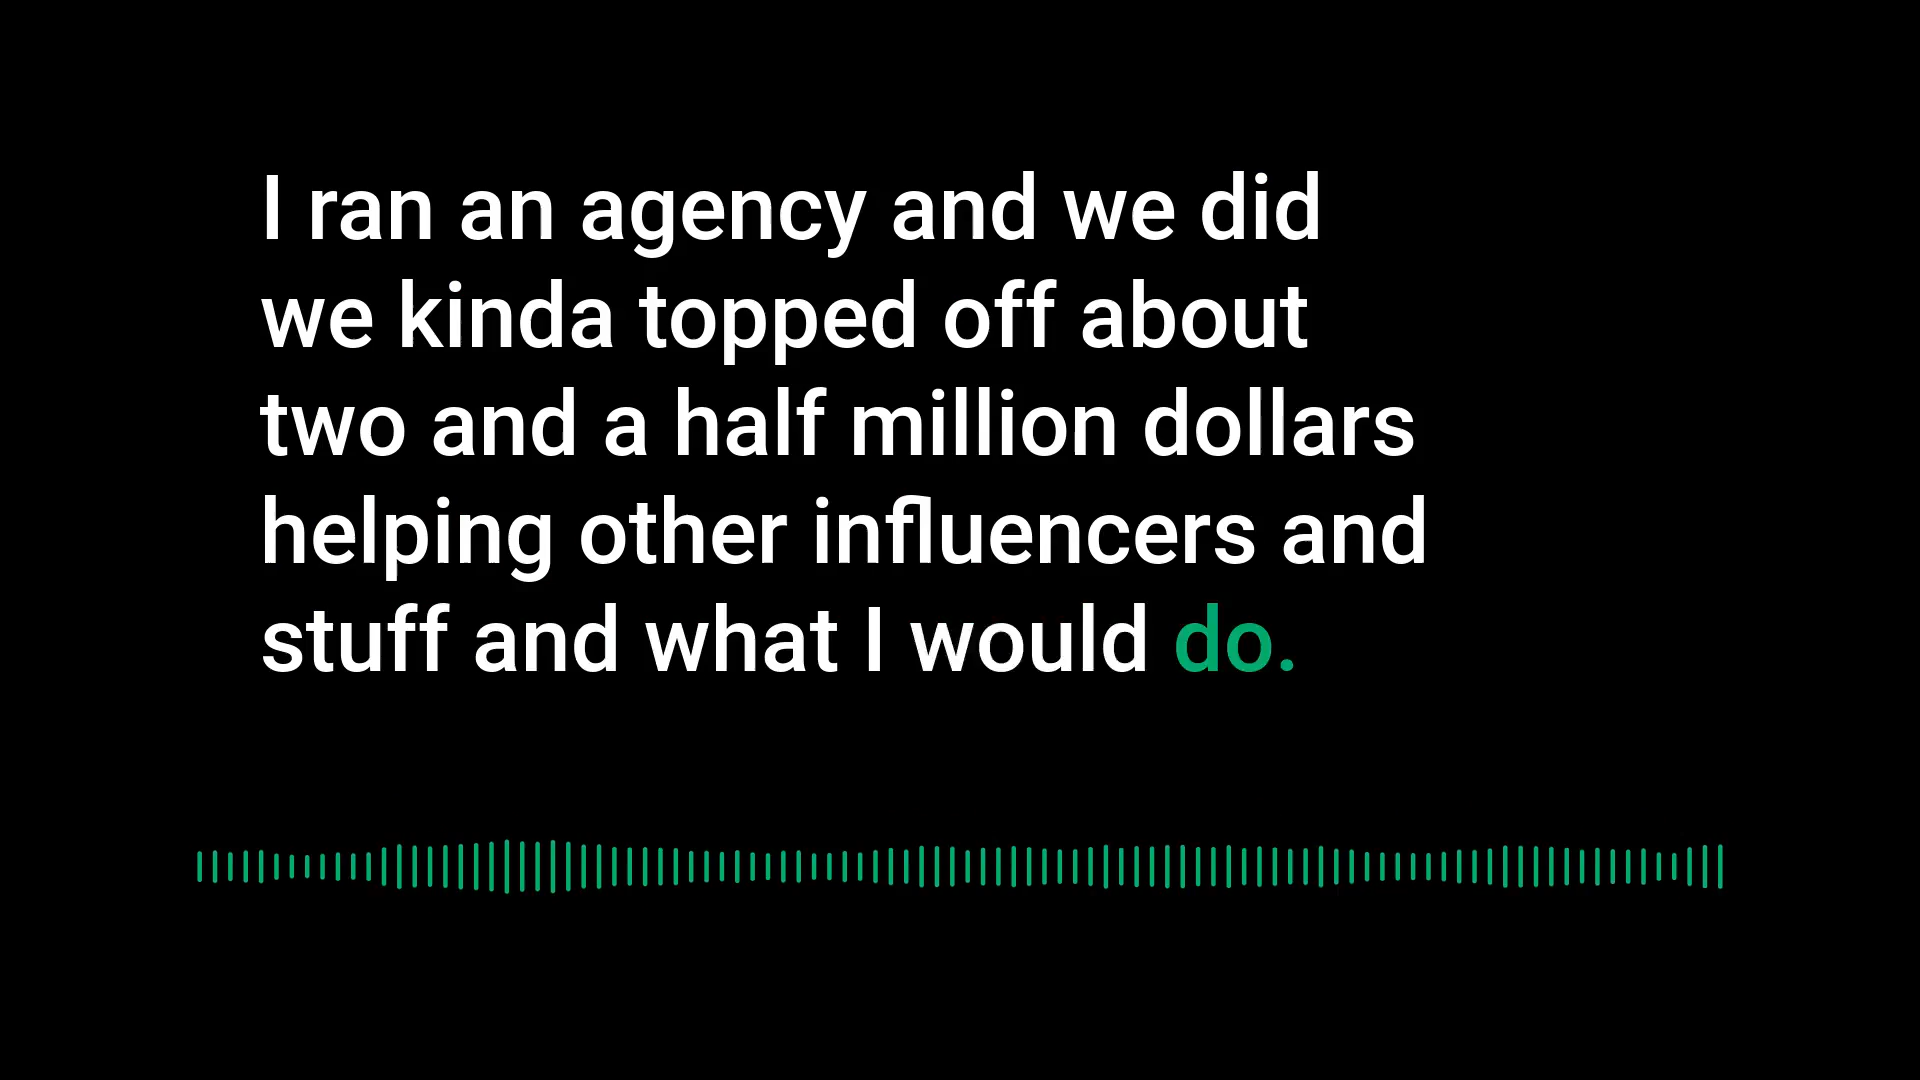 I ran an agency and we did
we kinda topped off about
two and a half million dollars
helping other influencers and
stuff and what I would do.